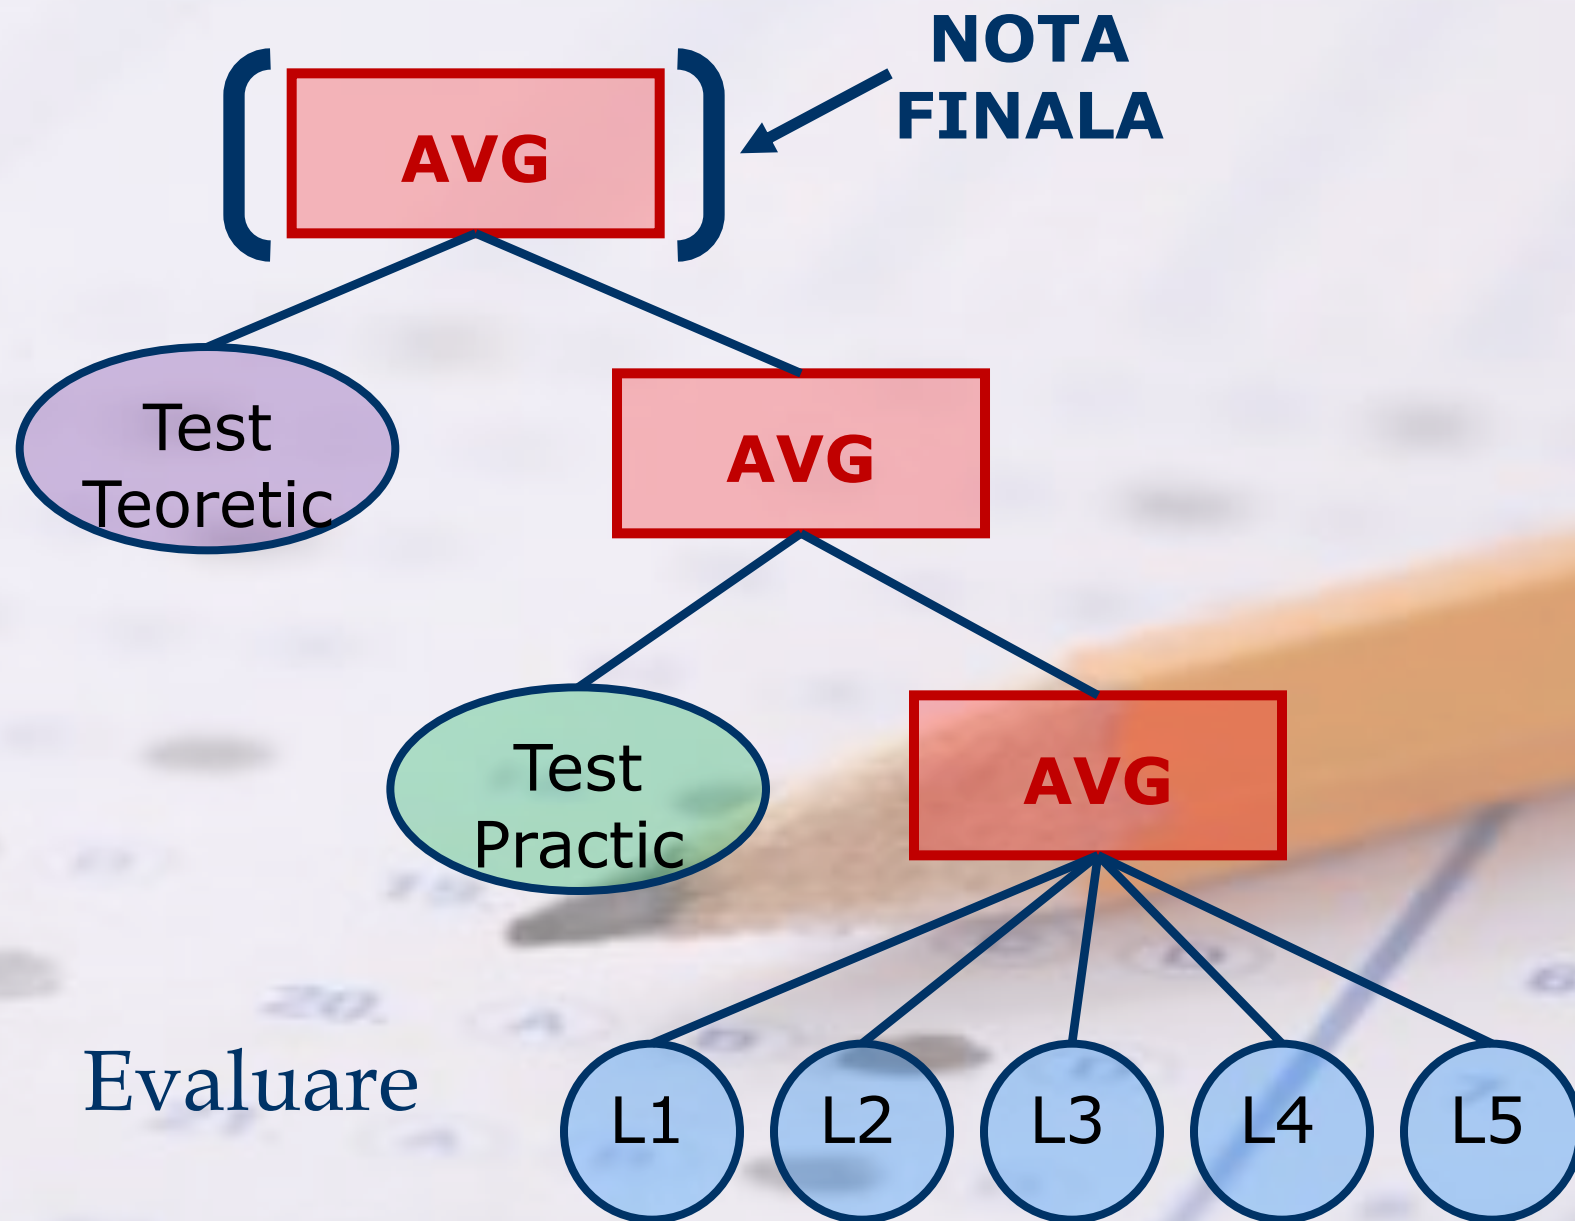 NOTA
FINALA
AVG
Test
Teoretic
AVG
Test
Practic
AVG
Evaluare
L1 L2 L3 L4 L5